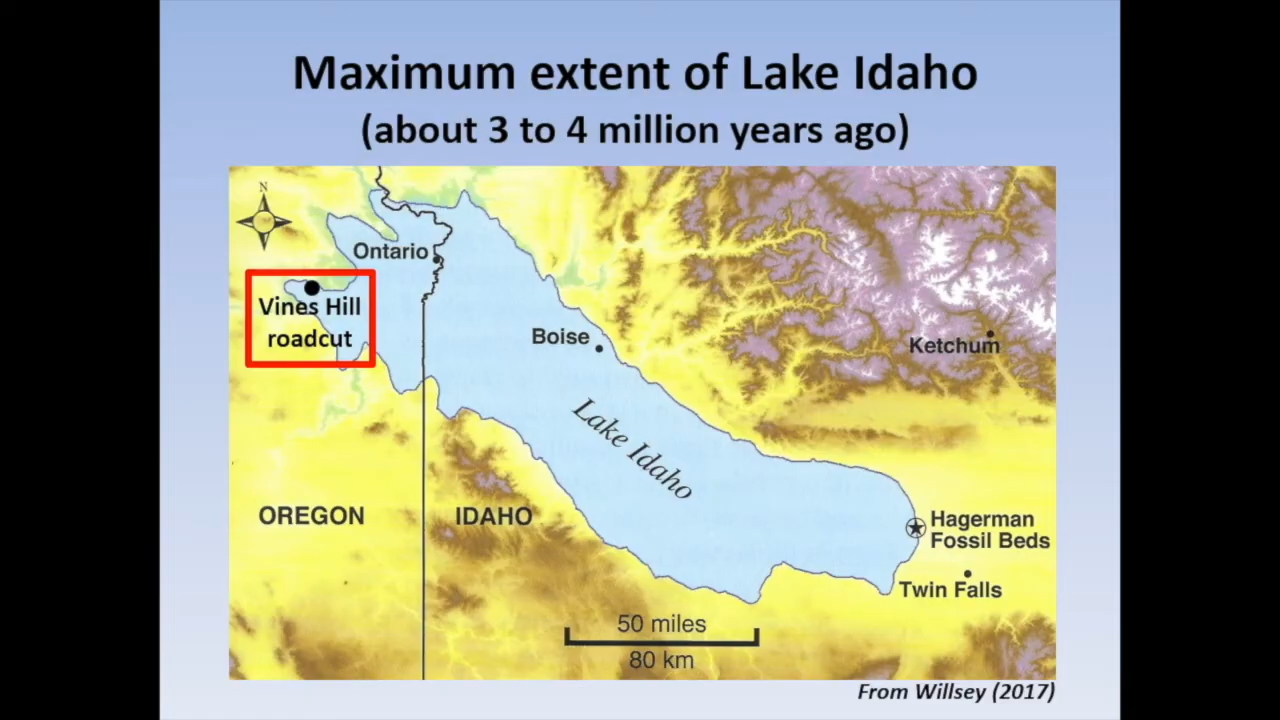 Maximum extent of Lake Idaho
(about 3 to 4 million years ago)
N
Ontario
Vines Hill
roadcut
Boise
Ketchum
Lake Idaho
OREGON
IDAHO
Hagerman
Fossil Beds
Twin Falls
50 miles
80 km
From Willsey (2017)